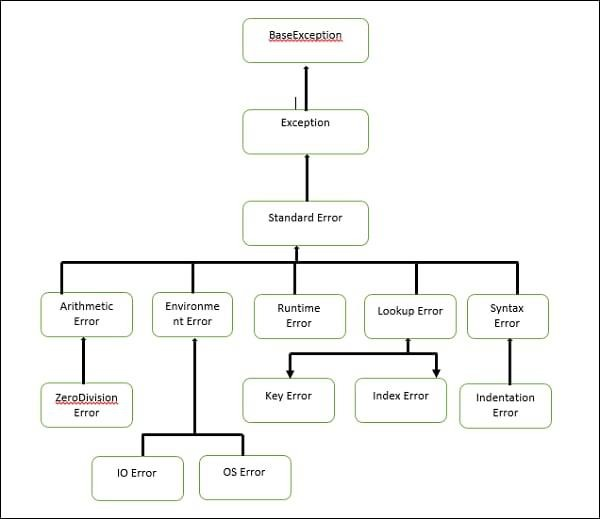 BaseException
Exception
Standard Error
Arithmetic
Error
Environme
nt Error
Runtime
Error
Lookup Error
Syntax
Error
ZeroDivision
Error
Key Error
Index Error
Indentation
Error
IO Error
OS Error